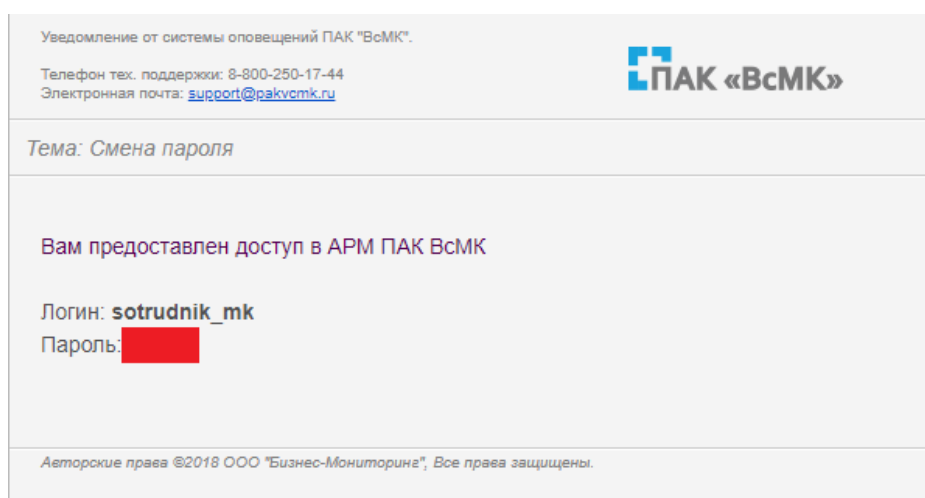 Уведомление от системы оповещений ПАК "ВсМК".
Телефон тех. поддержки: 8-800-250-17-44
Электронная почта: support@pakvcmk.ru
ПАК «ВсМК»
Тема: Смена пароля
Вам предоставлен доступ в АРМ ПАК ВсМК
Логин: sotrudnik_mk
Пароль:
Авторские права ©2018 ООО "Бизнес-Мониторинг", Все права защищены.